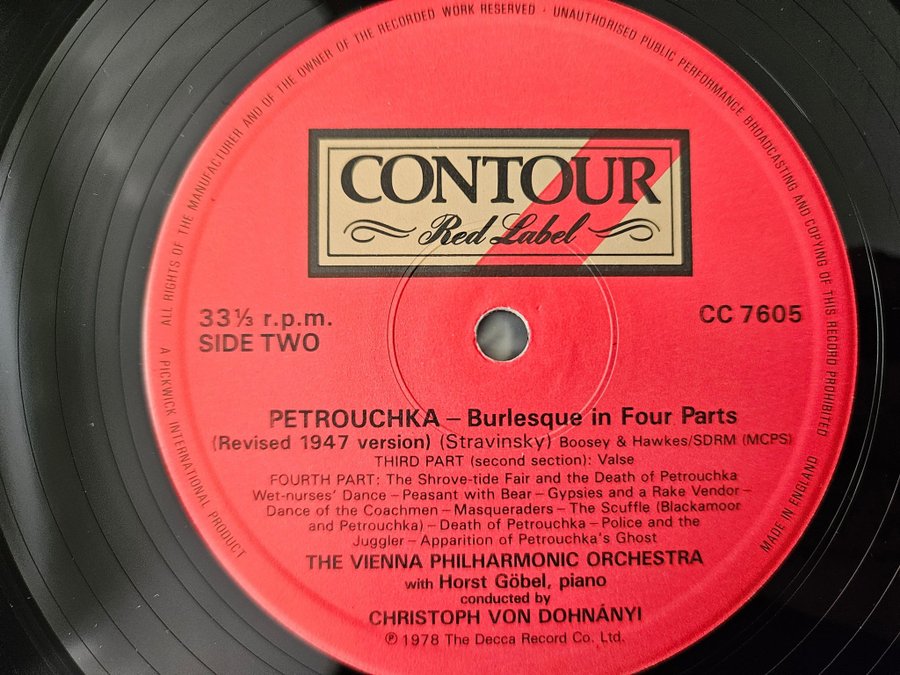 ALL RIGHTS OF THE MANUFACTURER AND OF THE OWNER OF THE RECORDED WORK RESERVED · UNAUTHORISED PUBLIC PERFORMANCE BROADCASTING AND COPYING OF THIS RECORD PROHIBITED
CONTOUR
Red Label
33⅓ r.p.m.
SIDE TWO
CC 7605
PETROUCHKA – Burlesque in Four Parts
(Revised 1947 version) (Stravinsky) Boosey & Hawkes/SDRM (MCPS)
THIRD PART (second section): Valse
FOURTH PART: The Shrove-tide Fair and the Death of Petrouchka
Wet-nurses' Dance – Peasant with Bear – Gypsies and a Rake Vendor –
Dance of the Coachmen – Masqueraders – The Scuffle (Blackamoor
and Petrouchka) – Death of Petrouchka – Police and the
Juggler – Apparition of Petrouchka's Ghost
THE VIENNA PHILHARMONIC ORCHESTRA
with Horst Göbel, piano
conducted by
CHRISTOPH VON DOHNÁNYI
℗ 1978 The Decca Record Co. Ltd.
A PICKWICK INTERNATIONAL PRODUCT
MADE IN ENGLAND